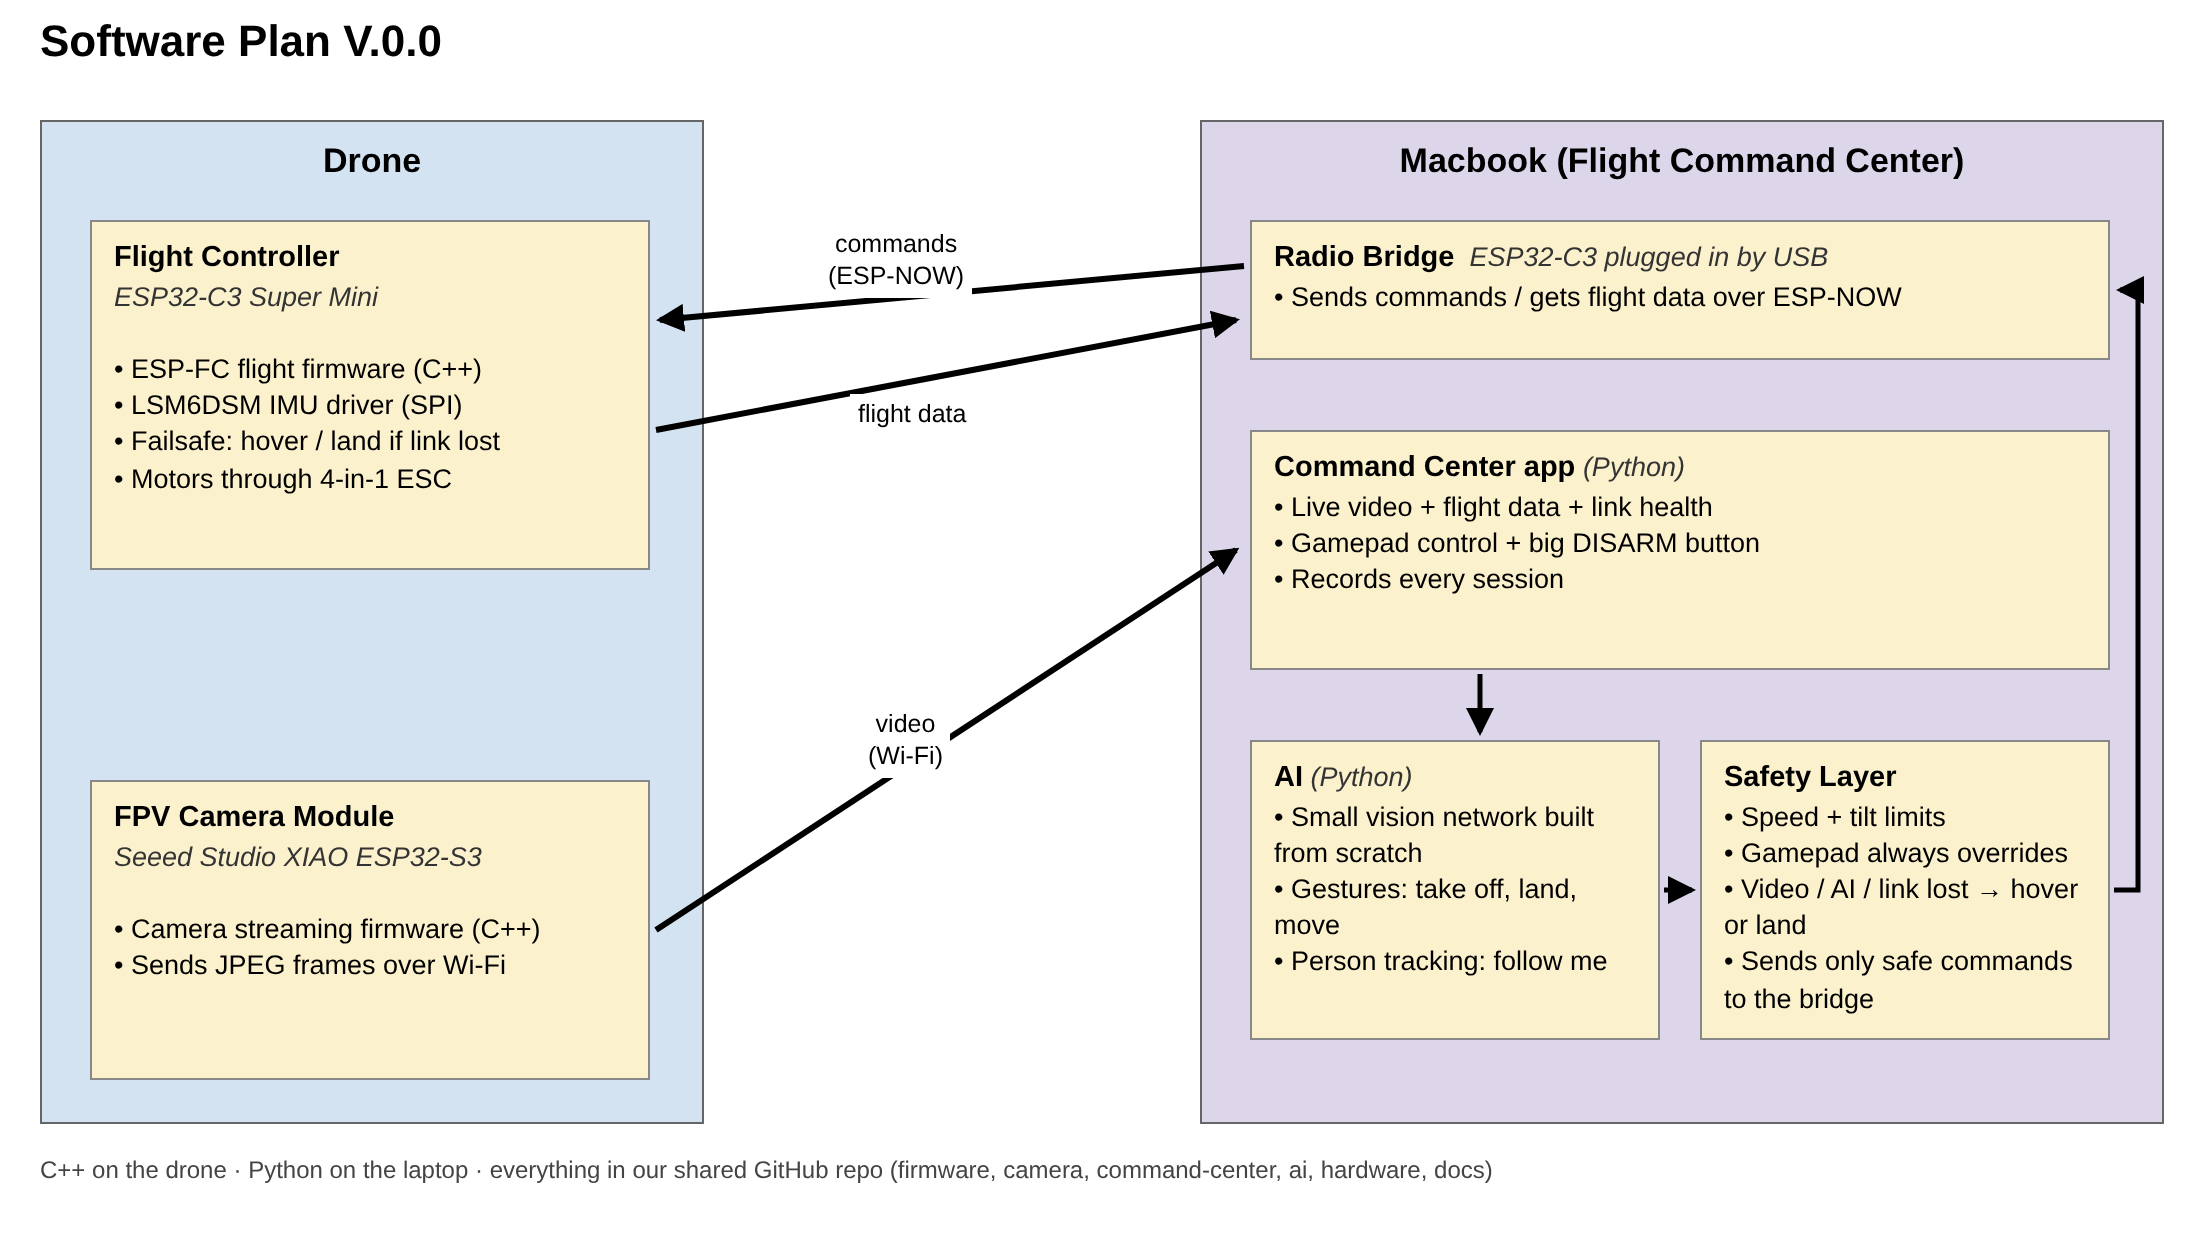 Software Plan V.0.0
Drone
Flight Controller
ESP32-C3 Super Mini
• ESP-FC flight firmware (C++)
• LSM6DSM IMU driver (SPI)
• Failsafe: hover / land if link lost
• Motors through 4-in-1 ESC
FPV Camera Module
Seeed Studio XIAO ESP32-S3
• Camera streaming firmware (C++)
• Sends JPEG frames over Wi-Fi
commands
(ESP-NOW)
flight data
video
(Wi-Fi)
Macbook (Flight Command Center)
Radio Bridge ESP32-C3 plugged in by USB
• Sends commands / gets flight data over ESP-NOW
Command Center app (Python)
• Live video + flight data + link health
• Gamepad control + big DISARM button
• Records every session
AI (Python)
• Small vision network built
from scratch
• Gestures: take off, land,
move
• Person tracking: follow me
Safety Layer
• Speed + tilt limits
• Gamepad always overrides
• Video / AI / link lost → hover
or land
• Sends only safe commands
to the bridge
C++ on the drone · Python on the laptop · everything in our shared GitHub repo (firmware, camera, command-center, ai, hardware, docs)